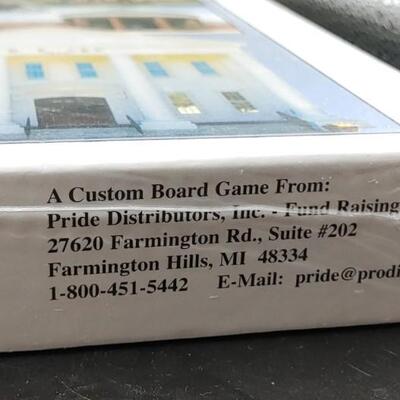 A Custom Board Game From:
Pride Distributors, Inc. - Fund Raising
27620 Farmington Rd., Suite #202
Farmington Hills, MI 48334
1-800-451-5442 E-Mail: pride@prodi